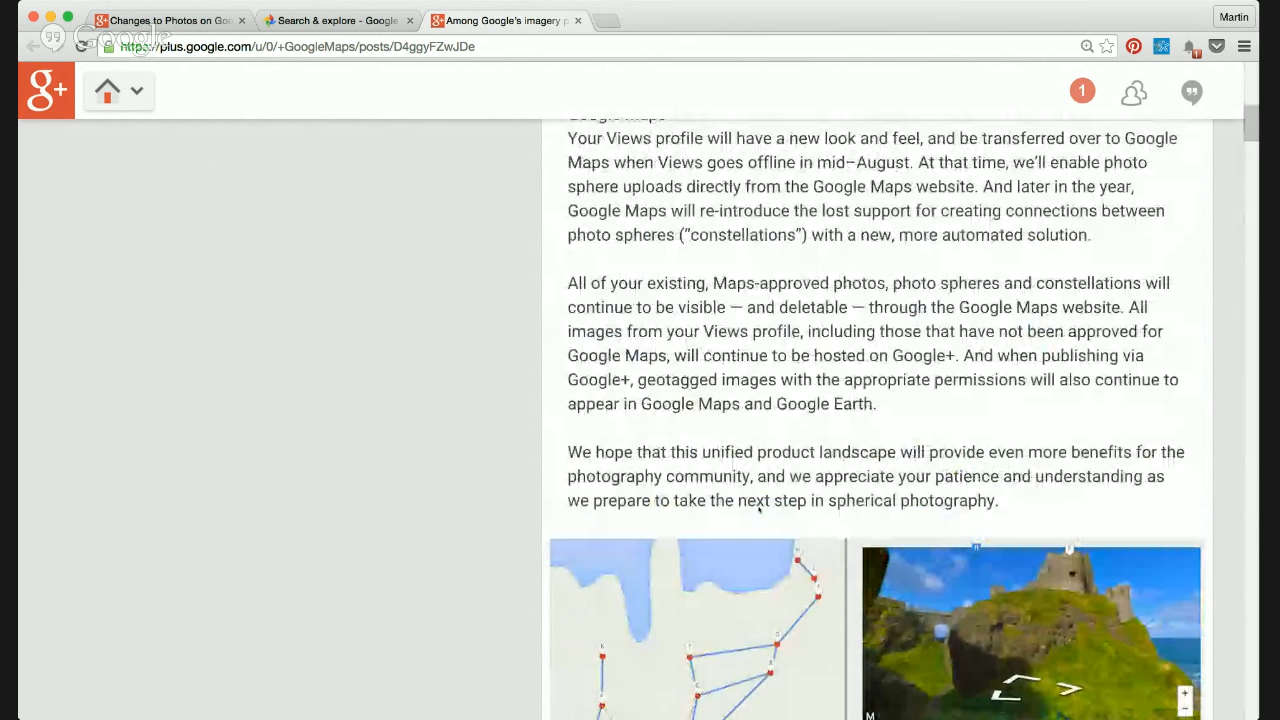 Changes to Photos on Goo
Search & explore - Google
Among Google's imagery p
Martin
Google
https://plus.google.com/u/0/+GoogleMaps/posts/D4ggyFZwJDe
g+
1
Google Maps
Your Views profile will have a new look and feel, and be transferred over to Google
Maps when Views goes offline in mid–August. At that time, we'll enable photo
sphere uploads directly from the Google Maps website. And later in the year,
Google Maps will re-introduce the lost support for creating connections between
photo spheres (“constellations”) with a new, more automated solution.
All of your existing, Maps-approved photos, photo spheres and constellations will
continue to be visible — and deletable — through the Google Maps website. All
images from your Views profile, including those that have not been approved for
Google Maps, will continue to be hosted on Google+. And when publishing via
Google+, geotagged images with the appropriate permissions will also continue to
appear in Google Maps and Google Earth.
We hope that this unified product landscape will provide even more benefits for the
photography community, and we appreciate your patience and understanding as
we prepare to take the next step in spherical photography.